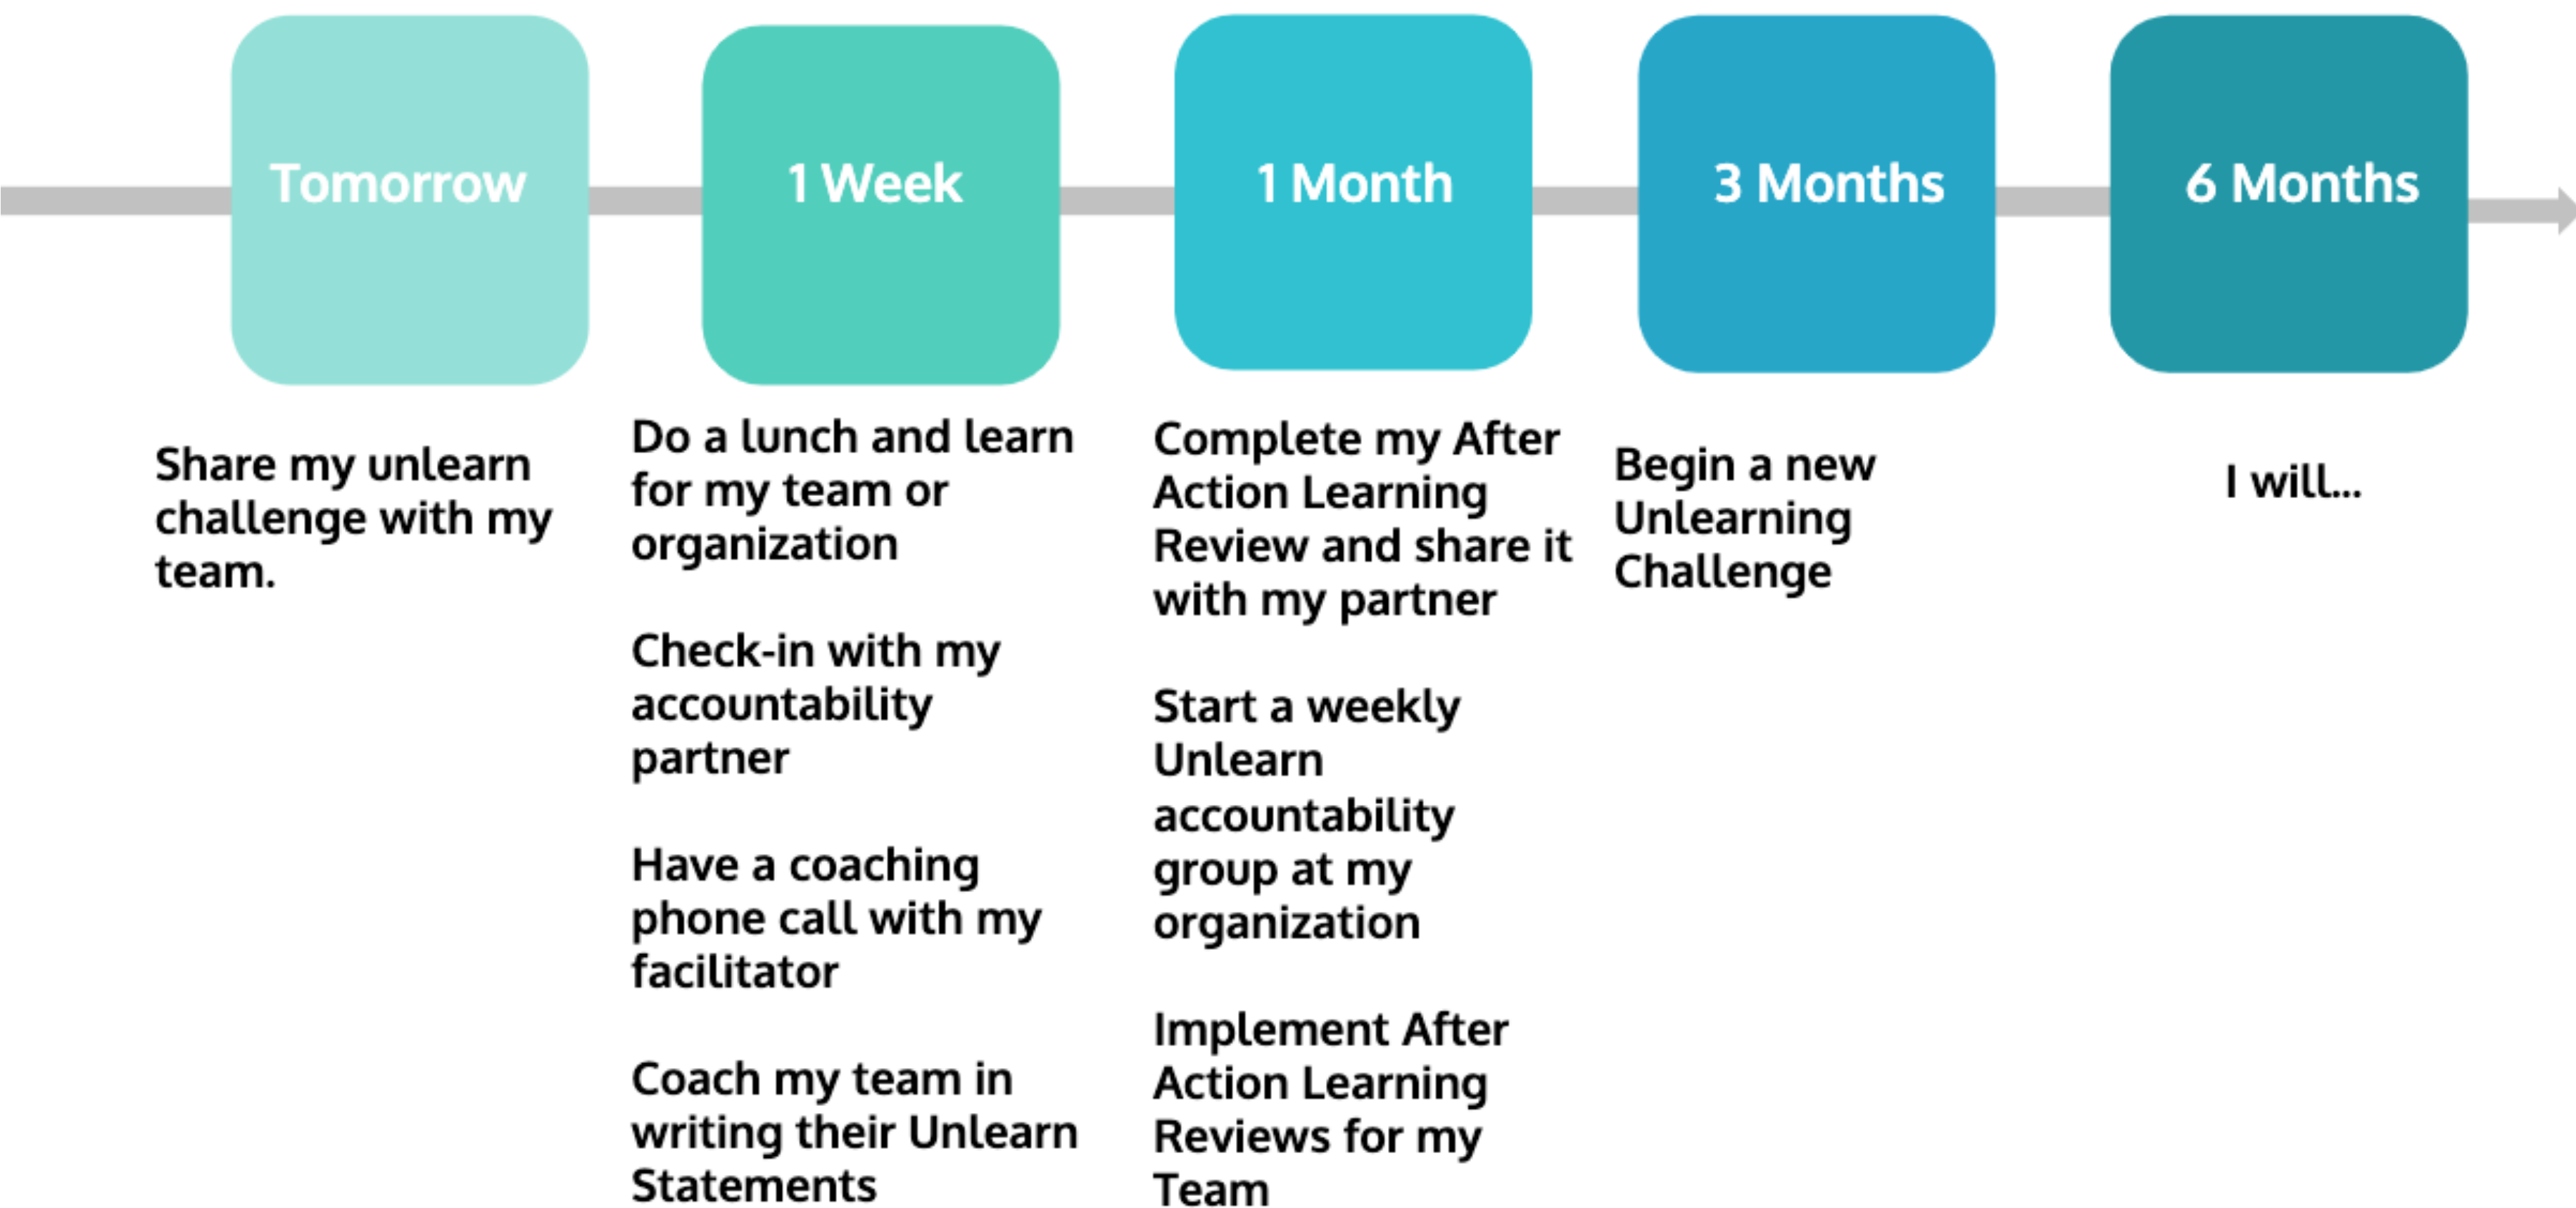 Tomorrow
1 Week
1 Month
3 Months
6 Months
Share my unlearn
challenge with my
team.
Do a lunch and learn
for my team or
organization
Check-in with my
accountability
partner
Have a coaching
phone call with my
facilitator
Coach my team in
writing their Unlearn
Statements
Complete my After
Action Learning
Review and share it
with my partner
Start a weekly
Unlearn
accountability
group at my
organization
Implement After
Action Learning
Reviews for my
Team
Begin a new
Unlearning
Challenge
I will...